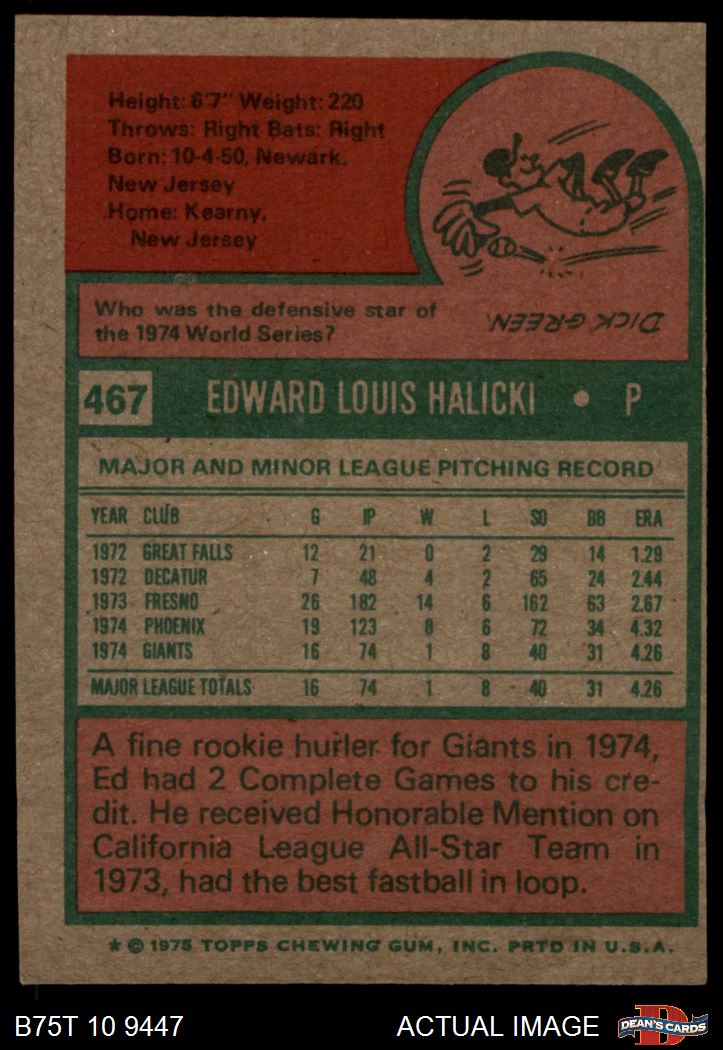 Height: 6'7" Weight: 220
Throws: Right Bats: Right
Born: 10-4-50, Newark,
New Jersey
Home: Kearny,
New Jersey
Who was the defensive star of
the 1974 World Series?
DICK GREEN
467 EDWARD LOUIS HALICKI • P
MAJOR AND MINOR LEAGUE PITCHING RECORD
YEAR CLUB G IP W L SO BB ERA
1972 GREAT FALLS 12 21 0 2 29 14 1.29
1972 DECATUR 7 48 4 2 65 24 2.44
1973 FRESNO 26 182 14 6 162 63 2.67
1974 PHOENIX 19 123 8 6 72 34 4.32
1974 GIANTS 16 74 1 8 40 31 4.26
MAJOR LEAGUE TOTALS 16 74 1 8 40 31 4.26
A fine rookie hurler for Giants in 1974,
Ed had 2 Complete Games to his cre-
dit. He received Honorable Mention on
California League All-Star Team in
1973, had the best fastball in loop.
* © 1975 TOPPS CHEWING GUM, INC. PRTD IN U.S.A.
B75T 10 9447 ACTUAL IMAGE D DEAN'S CARDS